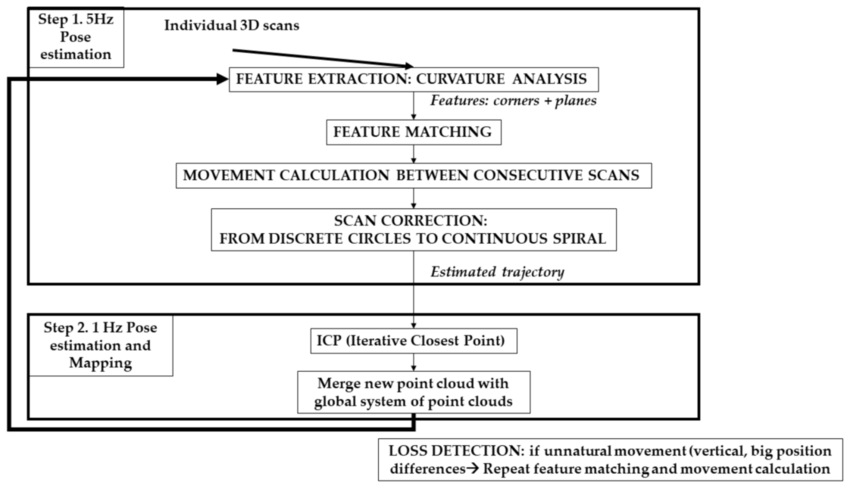 Step 1. 5Hz
Pose
estimation
Individual 3D scans
FEATURE EXTRACTION: CURVATURE ANALYSIS
Features: corners + planes
FEATURE MATCHING
MOVEMENT CALCULATION BETWEEN CONSECUTIVE SCANS
SCAN CORRECTION:
FROM DISCRETE CIRCLES TO CONTINUOUS SPIRAL
Estimated trajectory
Step 2. 1 Hz Pose
estimation and
Mapping
ICP (Iterative Closest Point)
Merge new point cloud with
global system of point clouds
LOSS DETECTION: if unnatural movement (vertical, big position
differences→ Repeat feature matching and movement calculation